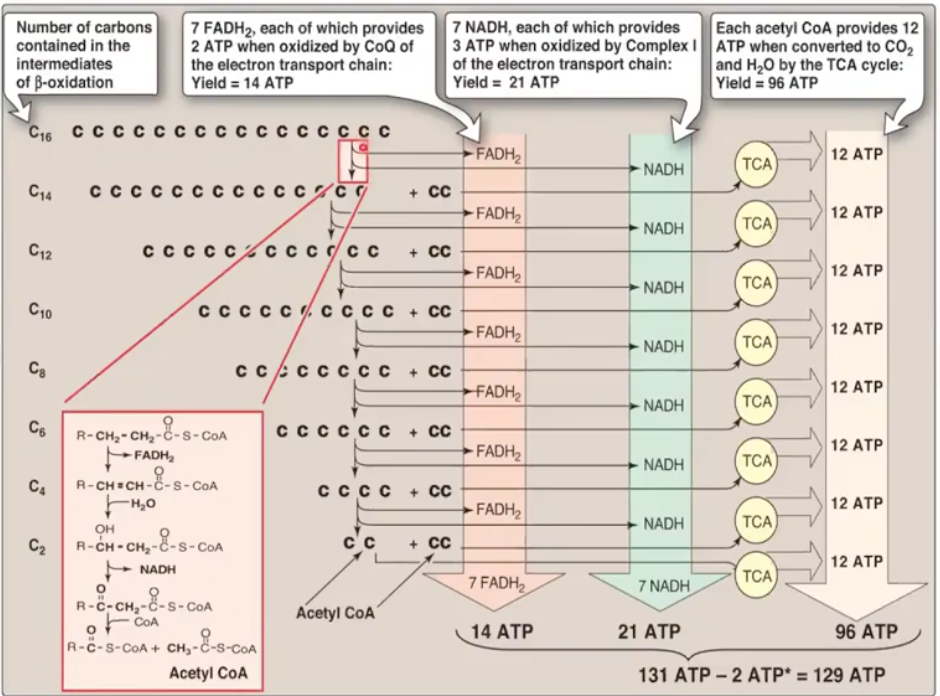 Number of carbons
contained in the
intermediates
of β-oxidation
7 FADH₂, each of which provides
2 ATP when oxidized by CoQ of
the electron transport chain:
Yield = 14 ATP
7 NADH, each of which provides
3 ATP when oxidized by Complex I
of the electron transport chain:
Yield = 21 ATP
Each acetyl CoA provides 12
ATP when converted to CO₂
and H₂O by the TCA cycle:
Yield = 96 ATP
C₁₆ C C C C C C C C C C C C C C C C
FADH₂
NADH
TCA
12 ATP
C₁₄ C C C C C C C C C C C C C C + CC
FADH₂
NADH
TCA
12 ATP
C₁₂ C C C C C C C C C C C C + CC
FADH₂
NADH
TCA
12 ATP
C₁₀ C C C C C C C C C C + CC
FADH₂
NADH
TCA
12 ATP
C₈ C C C C C C C C + CC
FADH₂
NADH
TCA
12 ATP
C₆ C C C C C C + CC
FADH₂
NADH
TCA
12 ATP
C₄ C C C C + CC
FADH₂
NADH
TCA
12 ATP
C₂ C C + CC
TCA
12 ATP
Acetyl CoA
7 FADH₂
7 NADH
14 ATP
21 ATP
96 ATP
131 ATP – 2 ATP* = 129 ATP
O
R-CH₂-CH₂-C-S-CoA
FADH₂
O
R-CH=CH-C-S-CoA
H₂O
OH O
R-CH-CH₂-C-S-CoA
NADH
O O
R-C-CH₂-C-S-CoA
CoA
O O
R-C-S-CoA + CH₃-C-S-CoA
Acetyl CoA